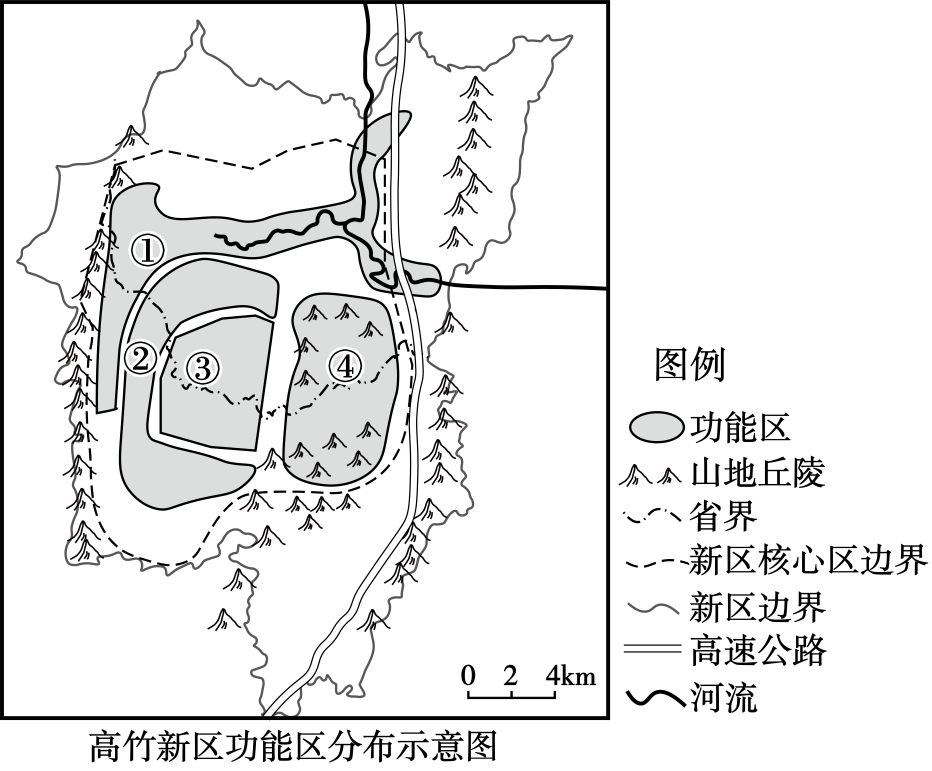 ①
②
③
④
图例
功能区
山地丘陵
省界
新区核心区边界
新区边界
高速公路
河流
0 2 4km
高竹新区功能区分布示意图